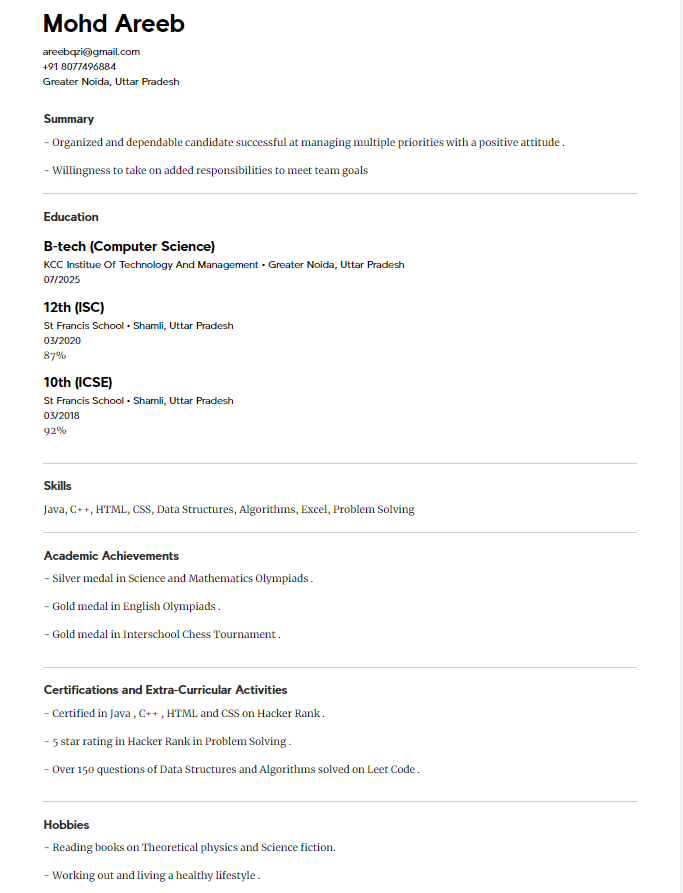 Mohd Areeb
areebqzi@gmail.com
+91 8077496884
Greater Noida, Uttar Pradesh
Summary
- Organized and dependable candidate successful at managing multiple priorities with a positive attitude .
- Willingness to take on added responsibilities to meet team goals
Education
B-tech (Computer Science)
KCC Institue Of Technology And Management • Greater Noida, Uttar Pradesh
07/2025
12th (ISC)
St Francis School • Shamli, Uttar Pradesh
03/2020
87%
10th (ICSE)
St Francis School • Shamli, Uttar Pradesh
03/2018
92%
Skills
Java, C++, HTML, CSS, Data Structures, Algorithms, Excel, Problem Solving
Academic Achievements
- Silver medal in Science and Mathematics Olympiads .
- Gold medal in English Olympiads .
- Gold medal in Interschool Chess Tournament .
Certifications and Extra-Curricular Activities
- Certified in Java , C++ , HTML and CSS on Hacker Rank .
- 5 star rating in Hacker Rank in Problem Solving .
- Over 150 questions of Data Structures and Algorithms solved on Leet Code .
Hobbies
- Reading books on Theoretical physics and Science fiction.
- Working out and living a healthy lifestyle .